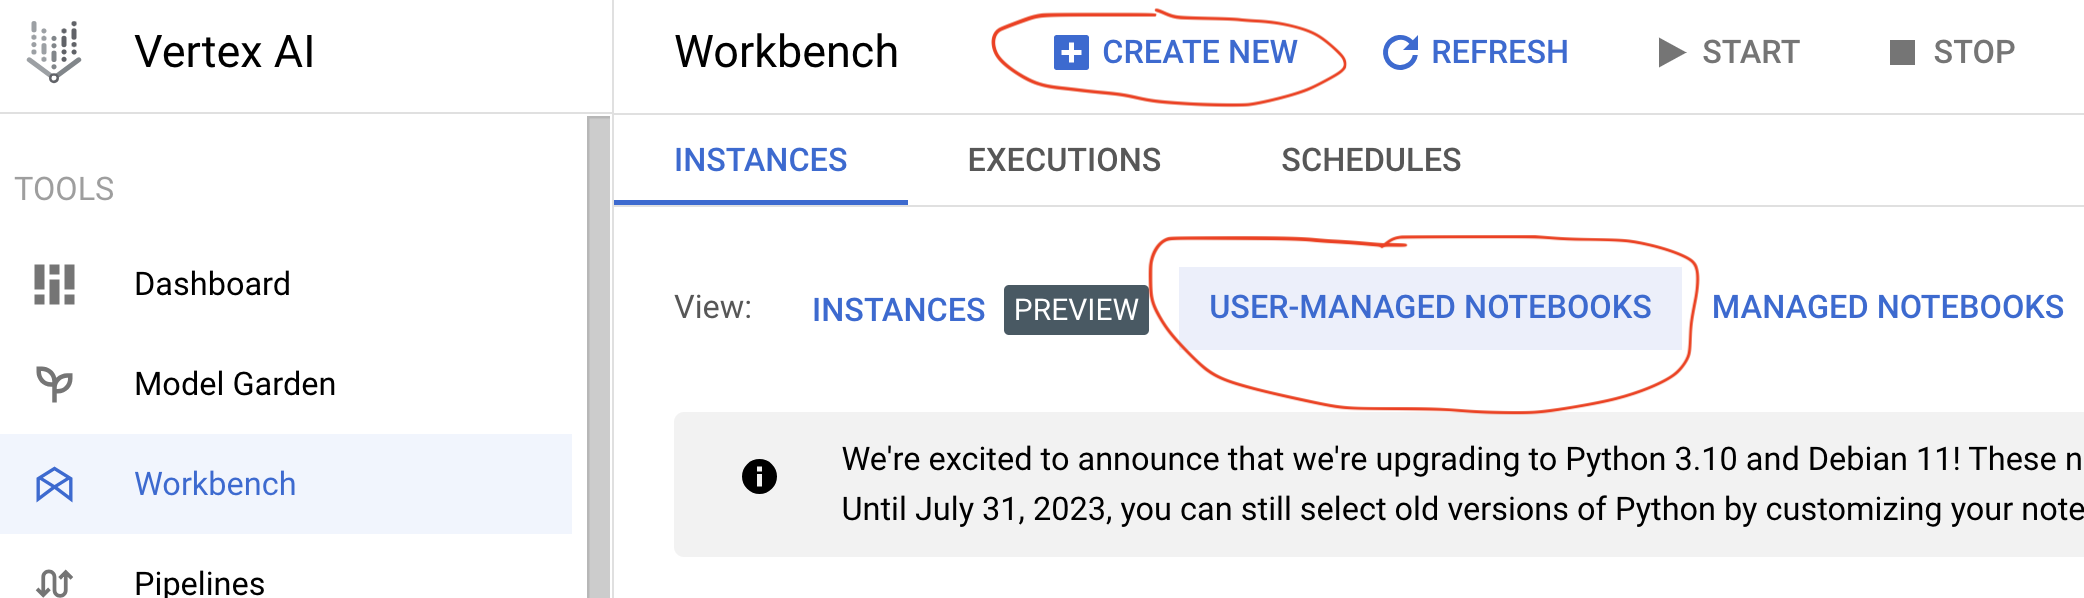 Vertex AI
Workbench
CREATE NEW
REFRESH
START
STOP
INSTANCES
EXECUTIONS
SCHEDULES
TOOLS
Dashboard
Model Garden
Workbench
Pipelines
View:
INSTANCES
PREVIEW
USER-MANAGED NOTEBOOKS
MANAGED NOTEBOOKS
We're excited to announce that we're upgrading to Python 3.10 and Debian 11! These n
Until July 31, 2023, you can still select old versions of Python by customizing your note